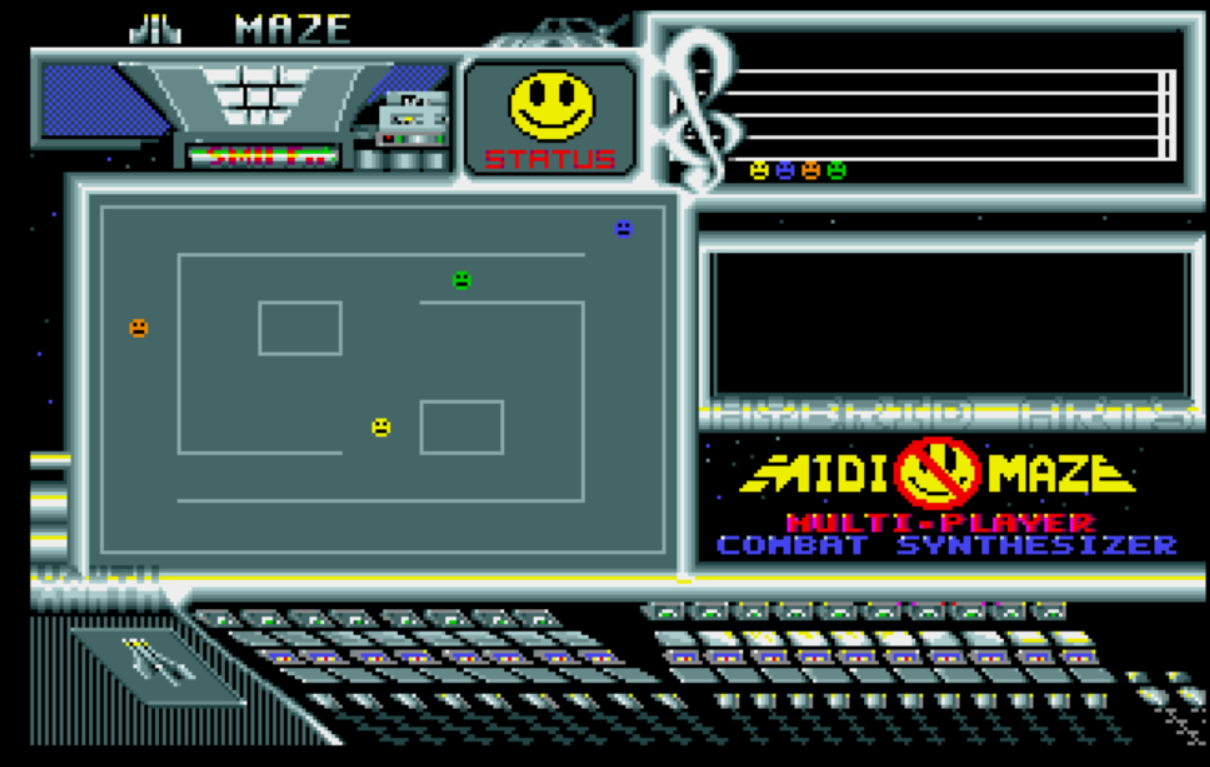 MAZE
STATUS
MIDI MAZE
MULTI-PLAYER
COMBAT SYNTHESIZER